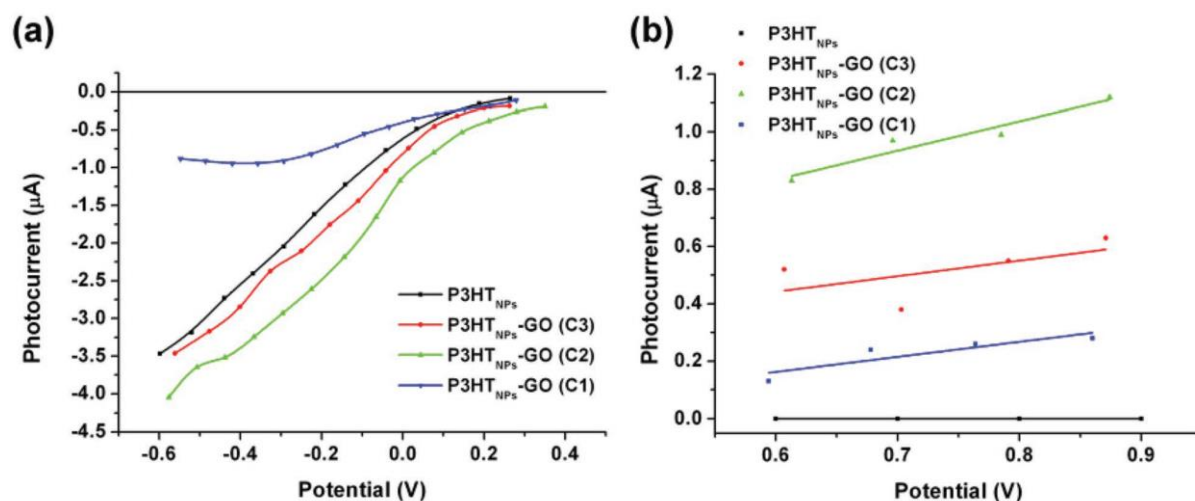 (a)
0.0
-0.5
-1.0
-1.5
-2.0
-2.5
-3.0
-3.5
-4.0
-4.5
Photocurrent (μA)
-0.6 -0.4 -0.2 0.0 0.2 0.4
Potential (V)
P3HTNPs
P3HTNPs-GO (C3)
P3HTNPs-GO (C2)
P3HTNPs-GO (C1)
(b)
P3HTNPs
P3HTNPs-GO (C3)
P3HTNPs-GO (C2)
P3HTNPs-GO (C1)
1.2
1.0
0.8
0.6
0.4
0.2
0.0
Photocurrent (μA)
0.6 0.7 0.8 0.9
Potential (V)